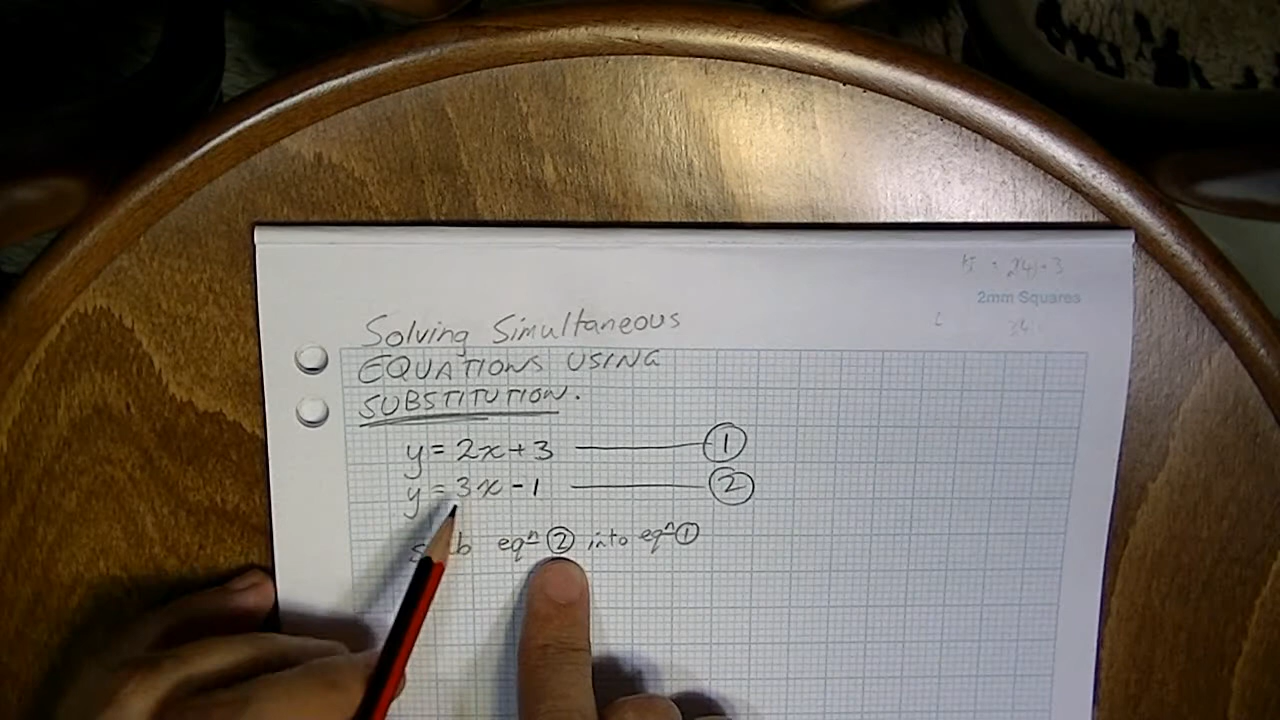 2mm Squares
Solving Simultaneous
EQUATIONS USING
SUBSTITUTION.
y = 2x + 3 ——— ①
y = 3x - 1 ——— ②
eqⁿ ② into eqⁿ ①